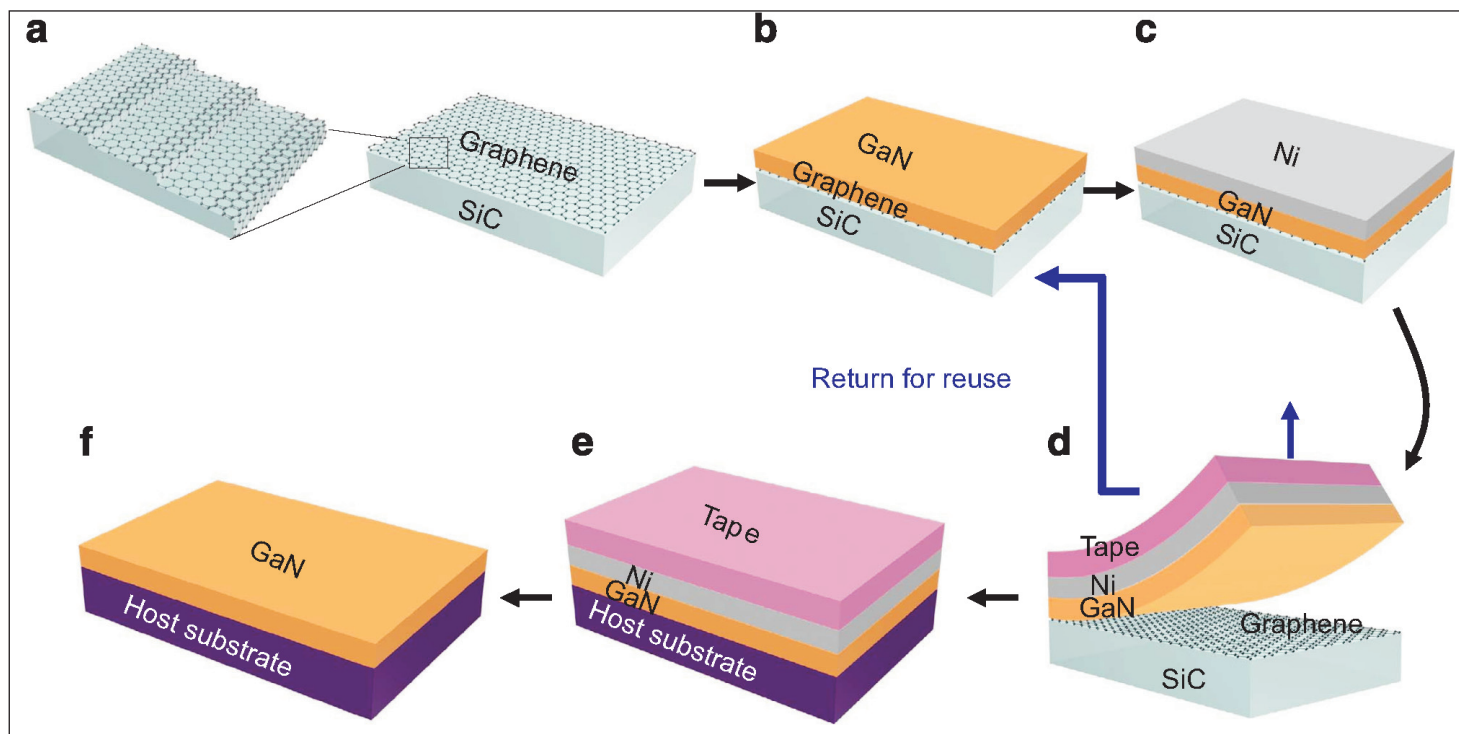 a
Graphene
SiC
b
GaN
Graphene
SiC
c
Ni
GaN
SiC
Return for reuse
f
GaN
Host substrate
e
Tape
Ni
GaN
Host substrate
d
Tape
Ni
GaN
Graphene
SiC